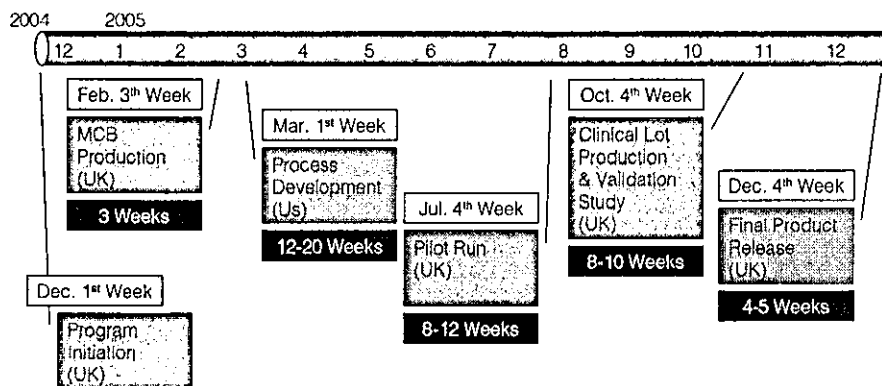 2004 2005
12 1 2 3 4 5 6 7 8 9 10 11 12
Feb. 3th Week
MCB
Production
(UK)
3 Weeks
Dec. 1st Week
Program
Initiation
(UK)
Mar. 1st Week
Process
Development
(Us)
12-20 Weeks
Jul. 4th Week
Pilot Run
(UK)
8-12 Weeks
Oct. 4th Week
Clinical Lot
Production
& Validation
Study
(UK)
8-10 Weeks
Dec. 4th Week
Final Product
Release
(UK)
4-5 Weeks